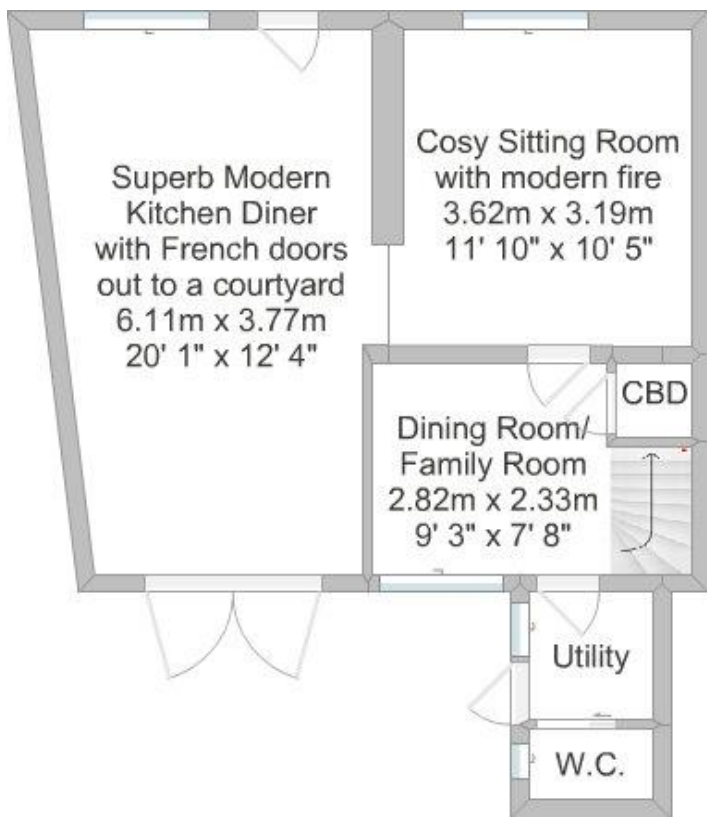 Superb Modern
Kitchen Diner
with French doors
out to a courtyard
6.11m x 3.77m
20' 1" x 12' 4"
Cosy Sitting Room
with modern fire
3.62m x 3.19m
11' 10" x 10' 5"
CBD
Dining Room/
Family Room
2.82m x 2.33m
9' 3" x 7' 8"
Utility
W.C.